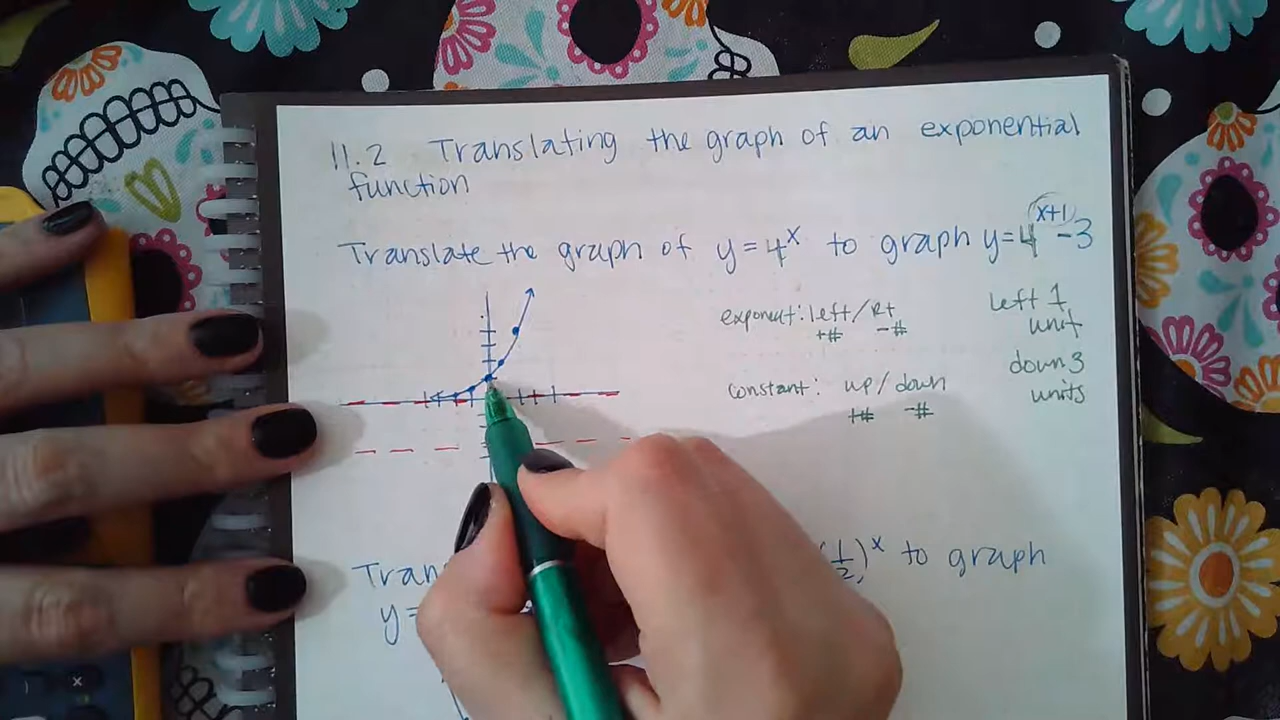 11.2 Translating the graph of an exponential
function
Translate the graph of y=4^x to graph y=4^(x+1)-3
exponent: left/Rt
+# -#
Left 1
unit
constant: up/down
+# -#
down 3
units
(1/2)^x to graph
y=
x